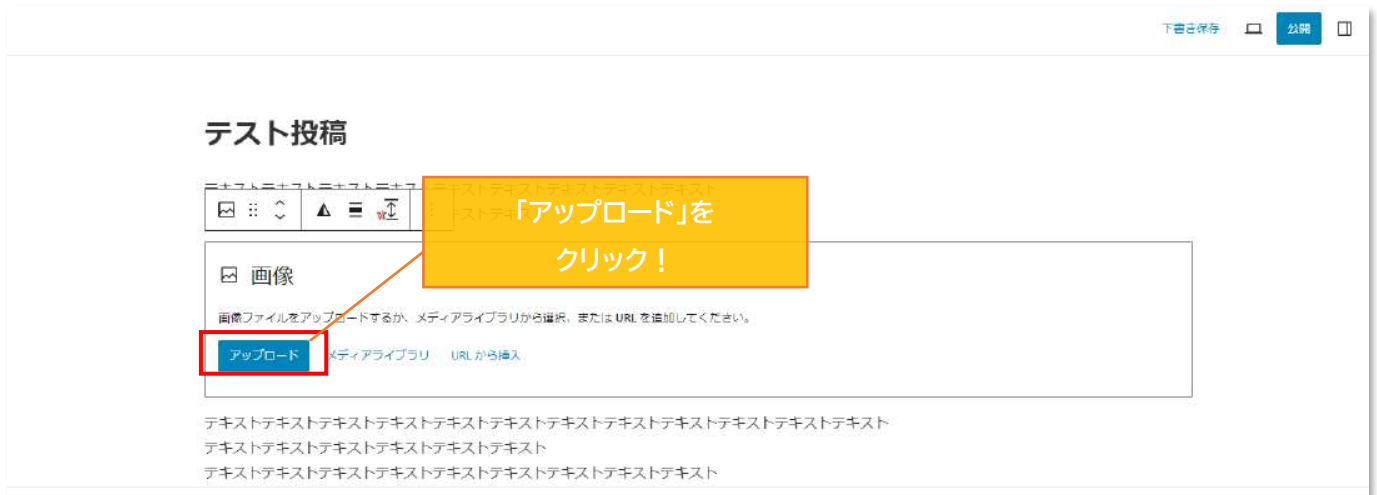 下書き保存
公開
テスト投稿
テキストテキストテキストテキストテキストテキストテキストテキストテキストテキスト
「アップロード」を
クリック！
画像
画像ファイルをアップロードするか、メディアライブラリから選択、または URL を追加してください。
アップロード メディアライブラリ URL から挿入
テキストテキストテキストテキストテキストテキストテキストテキストテキストテキストテキストテキスト
テキストテキストテキストテキストテキストテキスト
テキストテキストテキストテキストテキストテキストテキストテキストテキスト